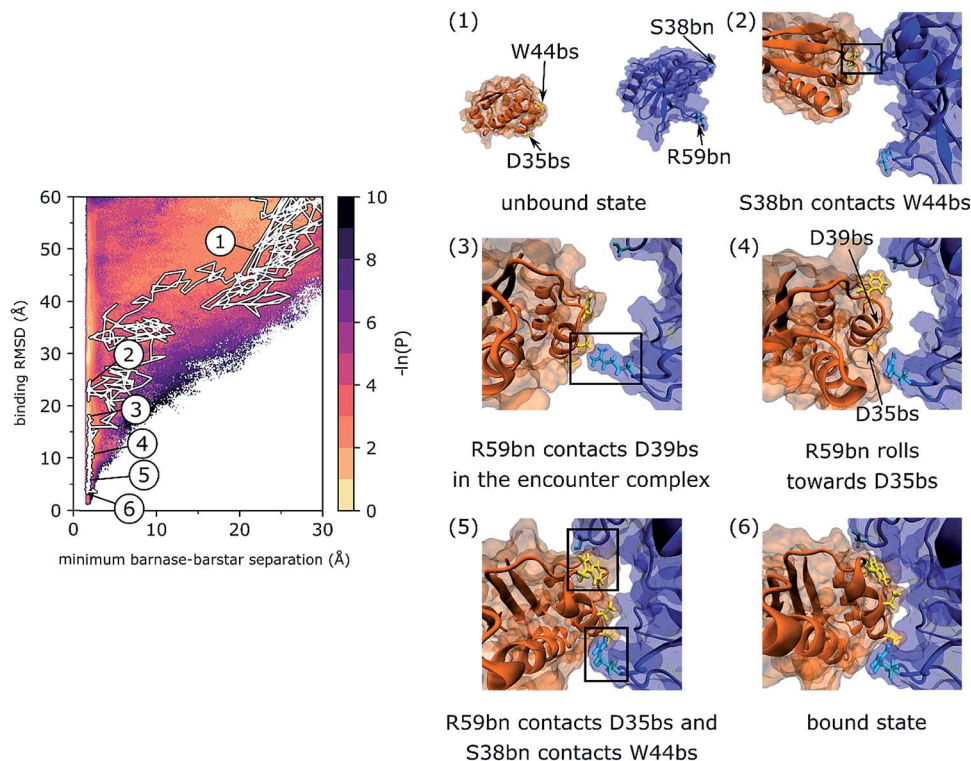 60
50
40
30
20
10
0
binding RMSD (Å)
0
10
20
30
minimum barnase-barstar separation (Å)
1
2
3
4
5
6
10
8
6
4
2
0
-ln(P)
(1)
W44bs
S38bn
D35bs
R59bn
unbound state
(2)
S38bn contacts W44bs
(3)
R59bn contacts D39bs
in the encounter complex
(4)
D39bs
D35bs
R59bn rolls
towards D35bs
(5)
R59bn contacts D35bs and
S38bn contacts W44bs
(6)
bound state